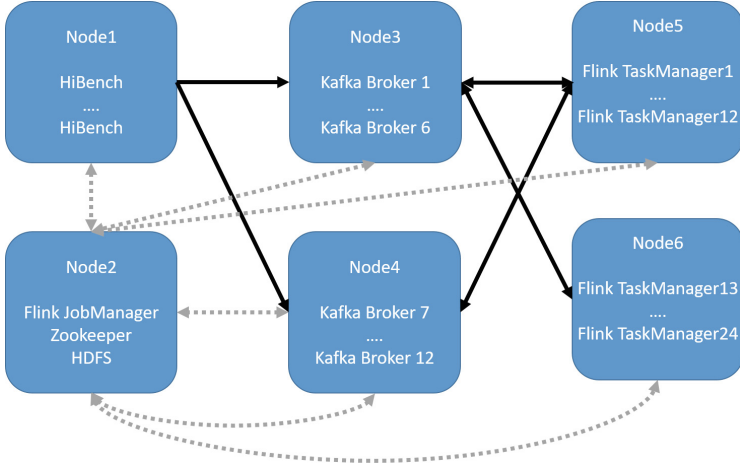 Node1
HiBench
....
HiBench
Node3
Kafka Broker 1
....
Kafka Broker 6
Node5
Flink TaskManager1
....
Flink TaskManager12
Node2
Flink JobManager
Zookeeper
HDFS
Node4
Kafka Broker 7
....
Kafka Broker 12
Node6
Flink TaskManager13
....
Flink TaskManager24